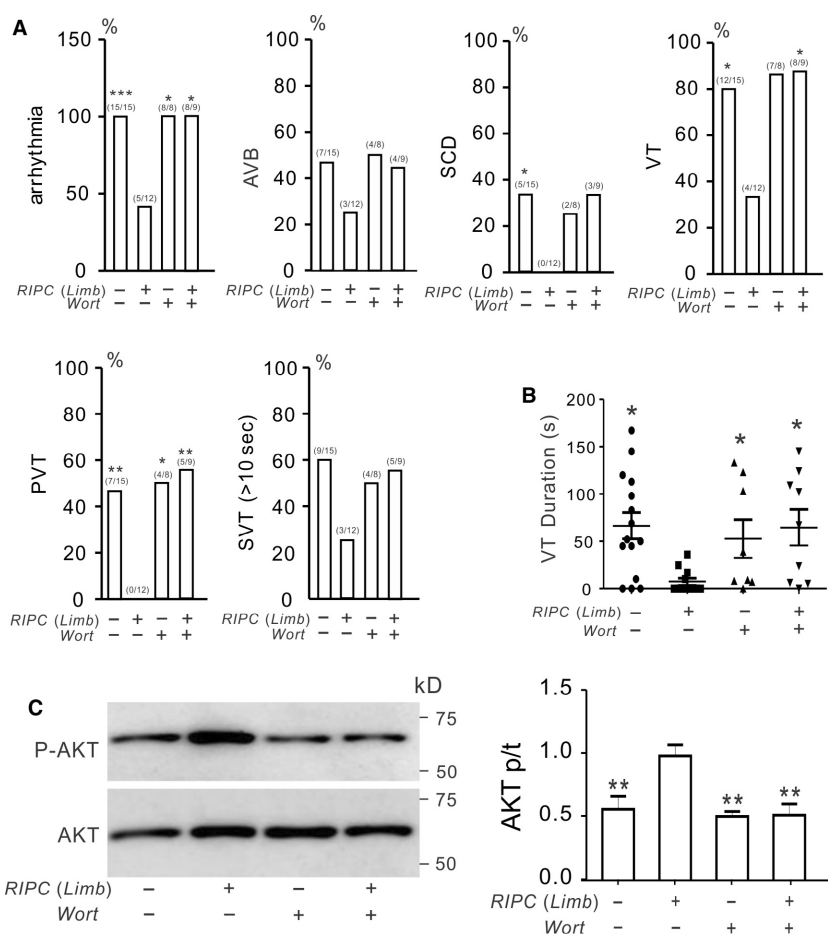 A
%
150
100
50
0
arrhythmia
***
(15/15)
(5/12)
*
(8/8)
*
(8/9)
RIPC (Limb) – + – +
Wort – – + +
%
100
80
60
40
20
0
AVB
(7/15)
(3/12)
(4/8)
(4/9)
RIPC (Limb) – + – +
Wort – – + +
%
100
80
60
40
20
0
SCD
*
(5/15)
(0/12)
(2/8)
(3/9)
RIPC (Limb) – + – +
Wort – – + +
%
100
80
60
40
20
0
VT
*
(12/15)
(4/12)
(7/8)
*
(8/9)
RIPC (Limb) – + – +
Wort – – + +
%
100
80
60
40
20
0
PVT
**
(7/15)
(0/12)
*
(4/8)
**
(5/9)
RIPC (Limb) – + – +
Wort – – + +
%
100
80
60
40
20
0
SVT (>10 sec)
(9/15)
(3/12)
(4/8)
(5/9)
RIPC (Limb) – + – +
Wort – – + +
B
200
150
100
50
0
VT Duration (s)
* * *
RIPC (Limb) – + – +
Wort – – + +
C
kD
P-AKT
75
50
AKT
75
50
RIPC (Limb) – + – +
Wort – – + +
1.5
1.0
0.5
0.0
AKT p/t
** ** **
RIPC (Limb) – + – +
Wort – – + +